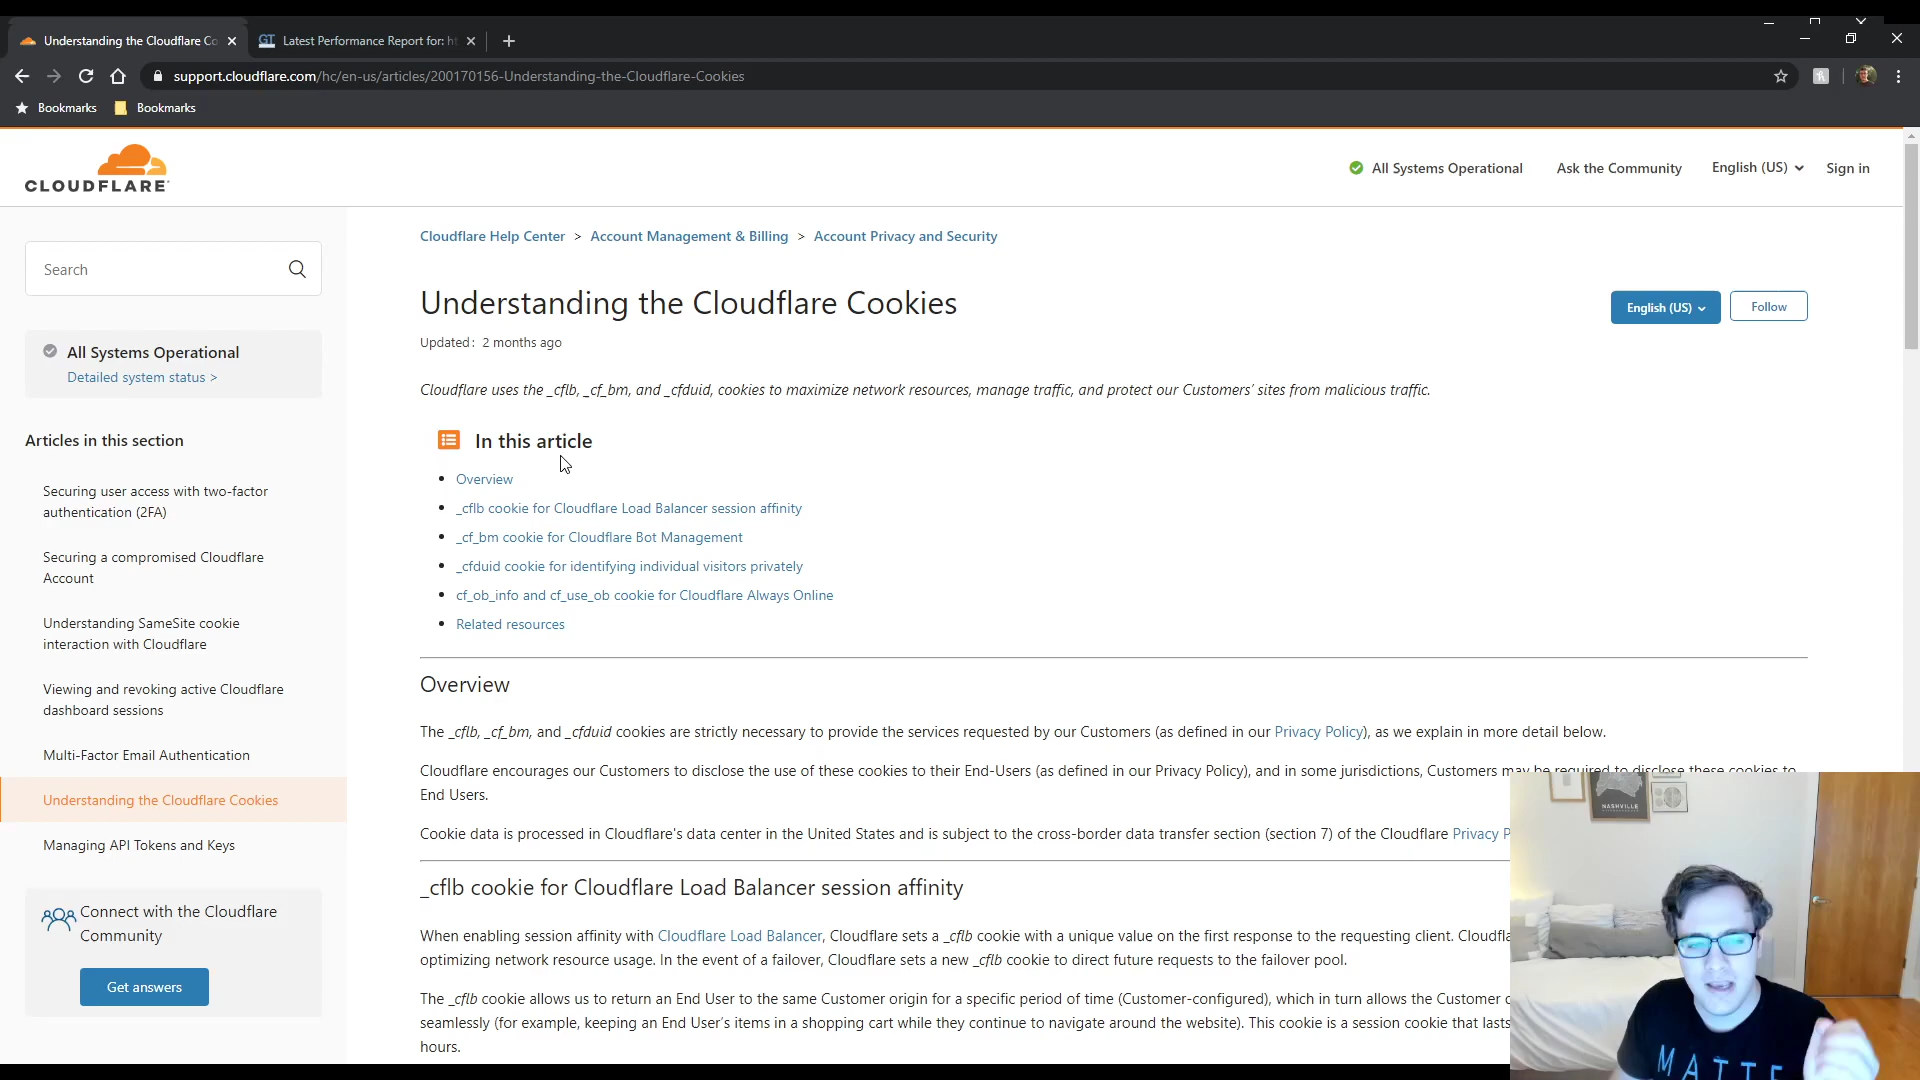 Understanding the Cloudflare Co
GT Latest Performance Report for: ht
support.cloudflare.com/hc/en-us/articles/200170156-Understanding-the-Cloudflare-Cookies
Bookmarks
Bookmarks
CLOUDFLARE
All Systems Operational
Ask the Community
English (US)
Sign in
Search
All Systems Operational
Detailed system status >
Articles in this section
Securing user access with two-factor
authentication (2FA)
Securing a compromised Cloudflare
Account
Understanding SameSite cookie
interaction with Cloudflare
Viewing and revoking active Cloudflare
dashboard sessions
Multi-Factor Email Authentication
Understanding the Cloudflare Cookies
Managing API Tokens and Keys
Connect with the Cloudflare
Community
Get answers
Cloudflare Help Center > Account Management & Billing > Account Privacy and Security
Understanding the Cloudflare Cookies
English (US)
Follow
Updated: 2 months ago
Cloudflare uses the _cflb, _cf_bm, and _cfduid, cookies to maximize network resources, manage traffic, and protect our Customers' sites from malicious traffic.
In this article
• Overview
• _cflb cookie for Cloudflare Load Balancer session affinity
• _cf_bm cookie for Cloudflare Bot Management
• _cfduid cookie for identifying individual visitors privately
• cf_ob_info and cf_use_ob cookie for Cloudflare Always Online
• Related resources
Overview
The _cflb, _cf_bm, and _cfduid cookies are strictly necessary to provide the services requested by our Customers (as defined in our Privacy Policy), as we explain in more detail below.
Cloudflare encourages our Customers to disclose the use of these cookies to their End-Users (as defined in our Privacy Policy), and in some jurisdictions, Customers may be required to disclose these cookies to
End Users.
Cookie data is processed in Cloudflare's data center in the United States and is subject to the cross-border data transfer section (section 7) of the Cloudflare Privacy P
_cflb cookie for Cloudflare Load Balancer session affinity
When enabling session affinity with Cloudflare Load Balancer, Cloudflare sets a _cflb cookie with a unique value on the first response to the requesting client. Cloudfla
optimizing network resource usage. In the event of a failover, Cloudflare sets a new _cflb cookie to direct future requests to the failover pool.
The _cflb cookie allows us to return an End User to the same Customer origin for a specific period of time (Customer-configured), which in turn allows the Customer o
seamlessly (for example, keeping an End User's items in a shopping cart while they continue to navigate around the website). This cookie is a session cookie that lasts
hours.
NASHVILLE
MATTE